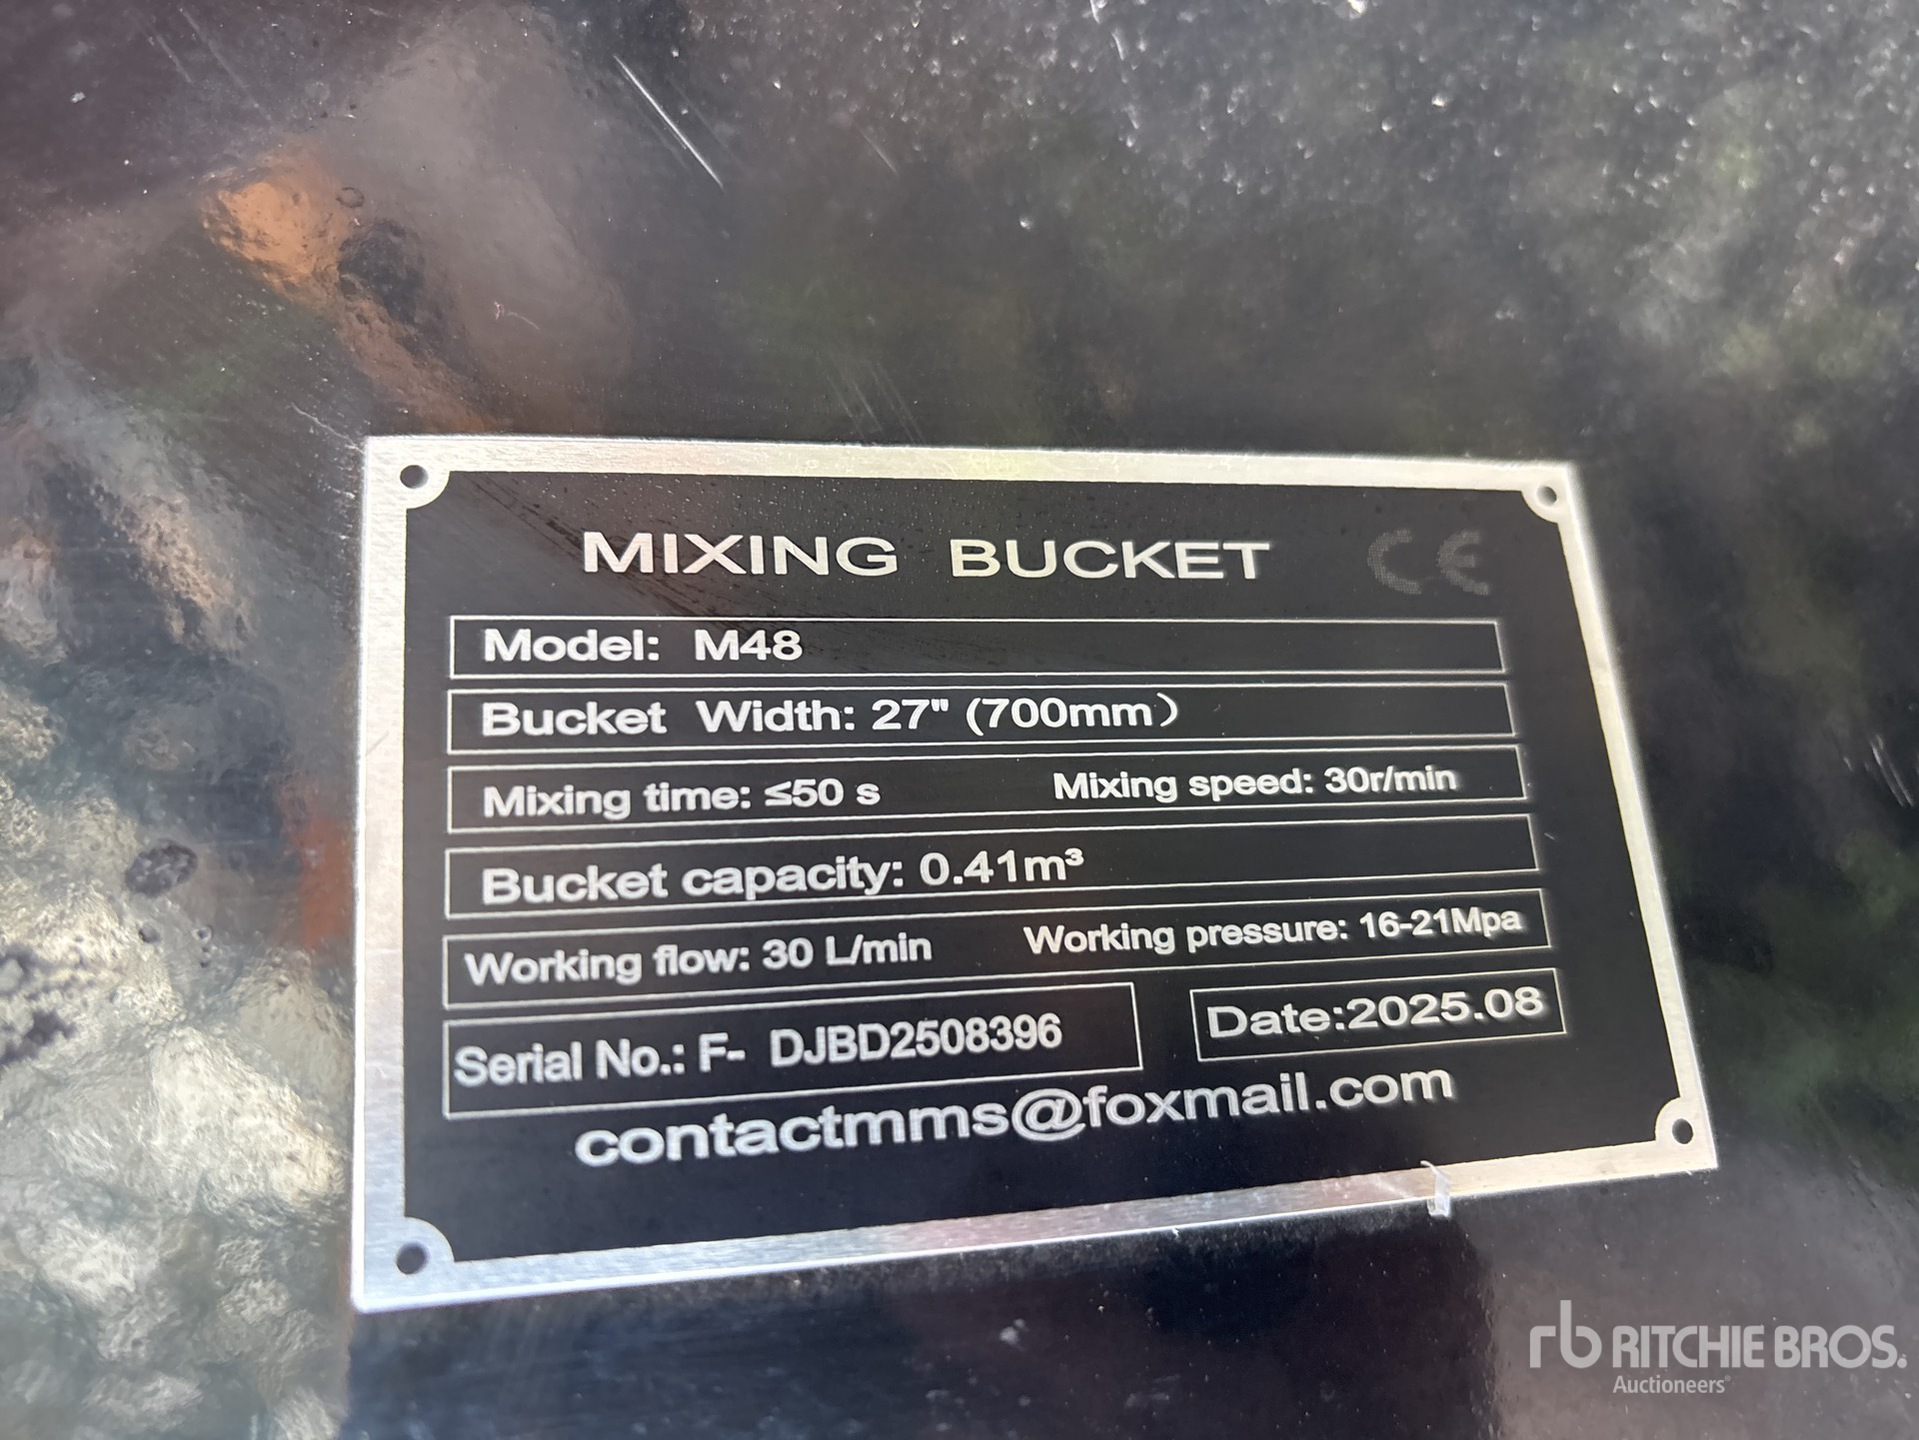 MIXING BUCKET CE
Model: M48
Bucket Width: 27" (700mm)
Mixing time: ≤50 s Mixing speed: 30r/min
Bucket capacity: 0.41m³
Working flow: 30 L/min Working pressure: 16-21Mpa
Serial No.: F- DJBD2508396 Date:2025.08
contactmms@foxmail.com
rb RITCHIE BROS.
Auctioneers